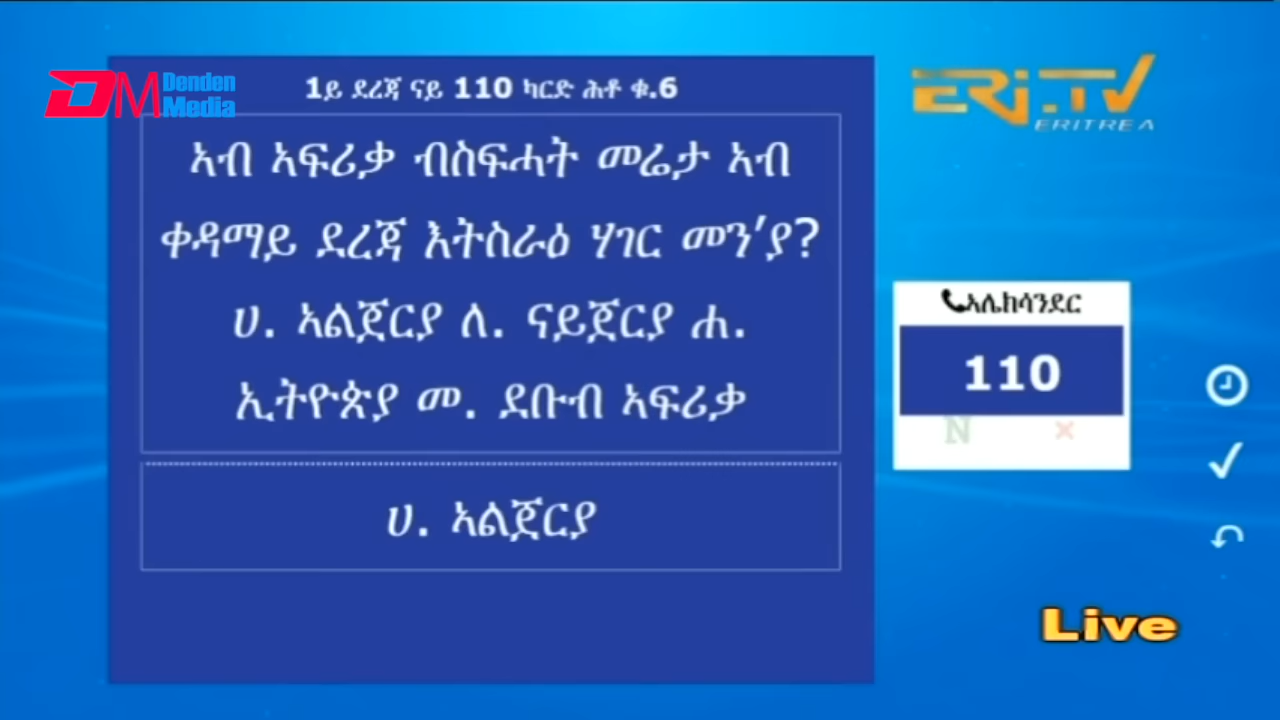 DM Denden Media
1ይ ደረጃ ናይ 110 ካርድ ሕቶ ቁ.6
ERi.TV
ERITREA
ኣብ ኣፍሪቃ ብስፍሓት መሬታ ኣብ
ቀዳማይ ደረጃ እትስራዕ ሃገር መን'ያ?
ሀ. ኣልጀርያ ለ. ናይጀርያ ሐ.
ኢትዮጵያ መ. ደቡብ ኣፍሪቃ
ሀ. ኣልጀርያ
ኣሌክሳንደር
110
N ×
Live